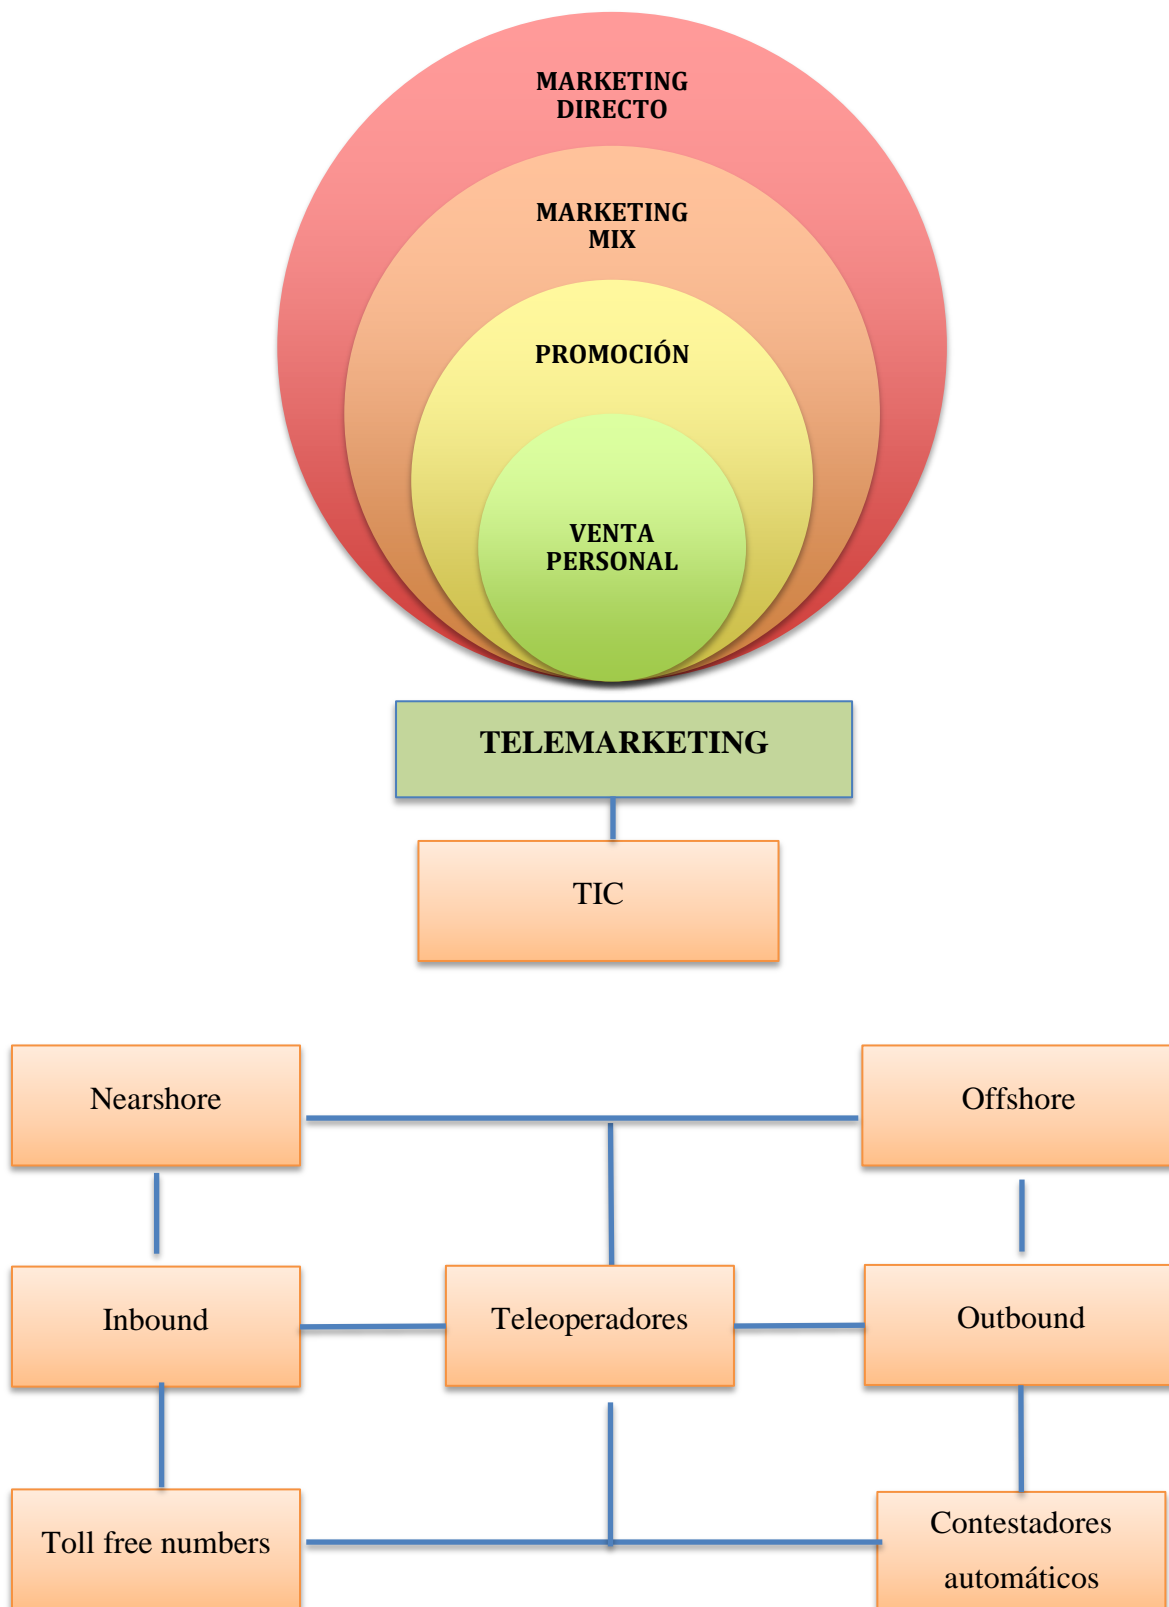 MARKETING
DIRECTO
MARKETING
MIX
PROMOCIÓN
VENTA
PERSONAL
TELEMARKETING
TIC
Nearshore
Offshore
Inbound
Teleoperadores
Outbound
Toll free numbers
Contestadores
automáticos